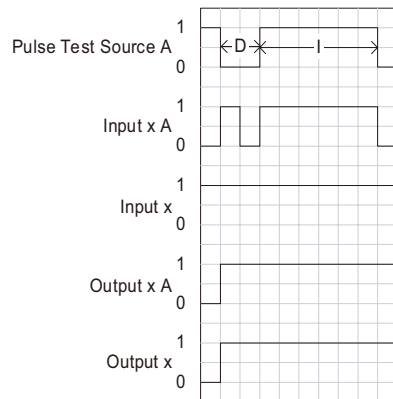 1
Pulse Test Source A
D
I
0
1
Input x A
0
1
Input x
0
1
Output x A
0
1
Output x
0